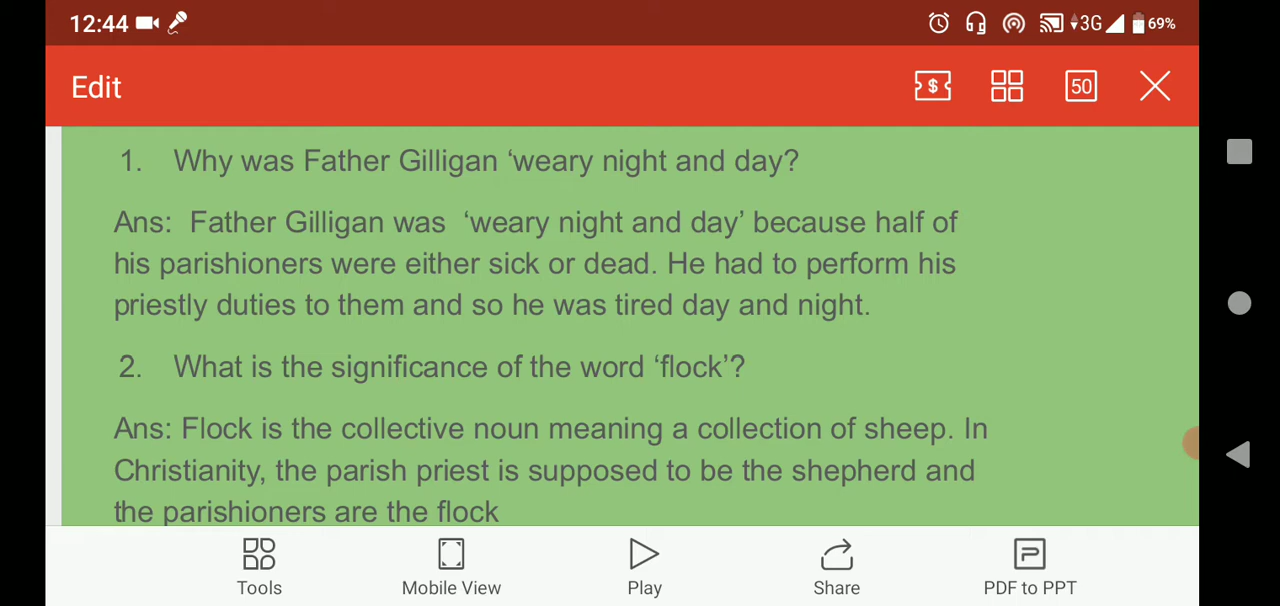 12:44 3G 69%
Edit 50
1. Why was Father Gilligan ‘weary night and day?
Ans: Father Gilligan was ‘weary night and day’ because half of
his parishioners were either sick or dead. He had to perform his
priestly duties to them and so he was tired day and night.
2. What is the significance of the word ‘flock’?
Ans: Flock is the collective noun meaning a collection of sheep. In
Christianity, the parish priest is supposed to be the shepherd and
the parishioners are the flock
Tools Mobile View Play Share PDF to PPT